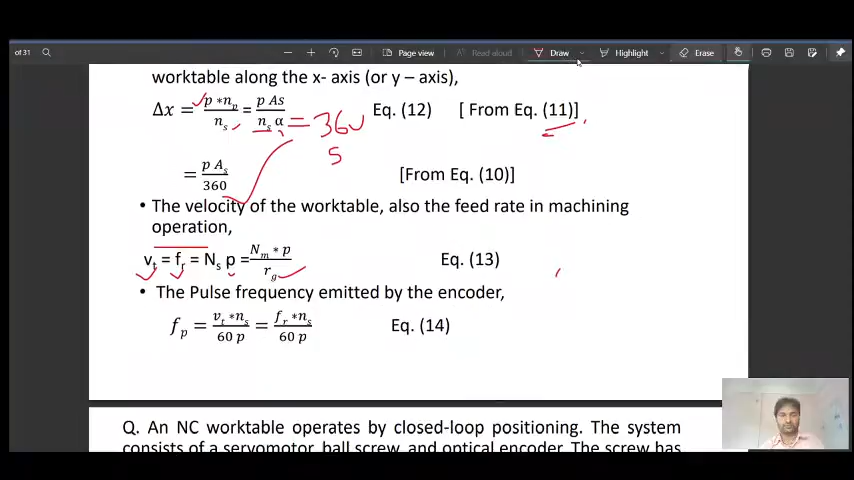 of 31 Page view Read aloud Draw Highlight Erase
worktable along the x- axis (or y – axis),
Δx = p *n_p / n_s = p As / n_s α = 360 Eq. (12) [ From Eq. (11)]
5
= p A_s / 360 [From Eq. (10)]
• The velocity of the worktable, also the feed rate in machining
operation,
v_t = f_r = N_s p = N_m * p / r_g Eq. (13)
• The Pulse frequency emitted by the encoder,
f_p = v_t *n_s / 60 p = f_r *n_s / 60 p Eq. (14)
Q. An NC worktable operates by closed-loop positioning. The system
consists of a servomotor, ball screw, and optical encoder. The screw has